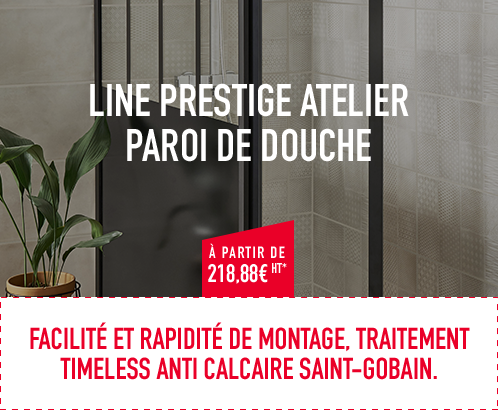 LINE PRESTIGE ATELIER
PAROI DE DOUCHE
À PARTIR DE
218,88€ HT*
FACILITÉ ET RAPIDITÉ DE MONTAGE, TRAITEMENT
TIMELESS ANTI CALCAIRE SAINT-GOBAIN.